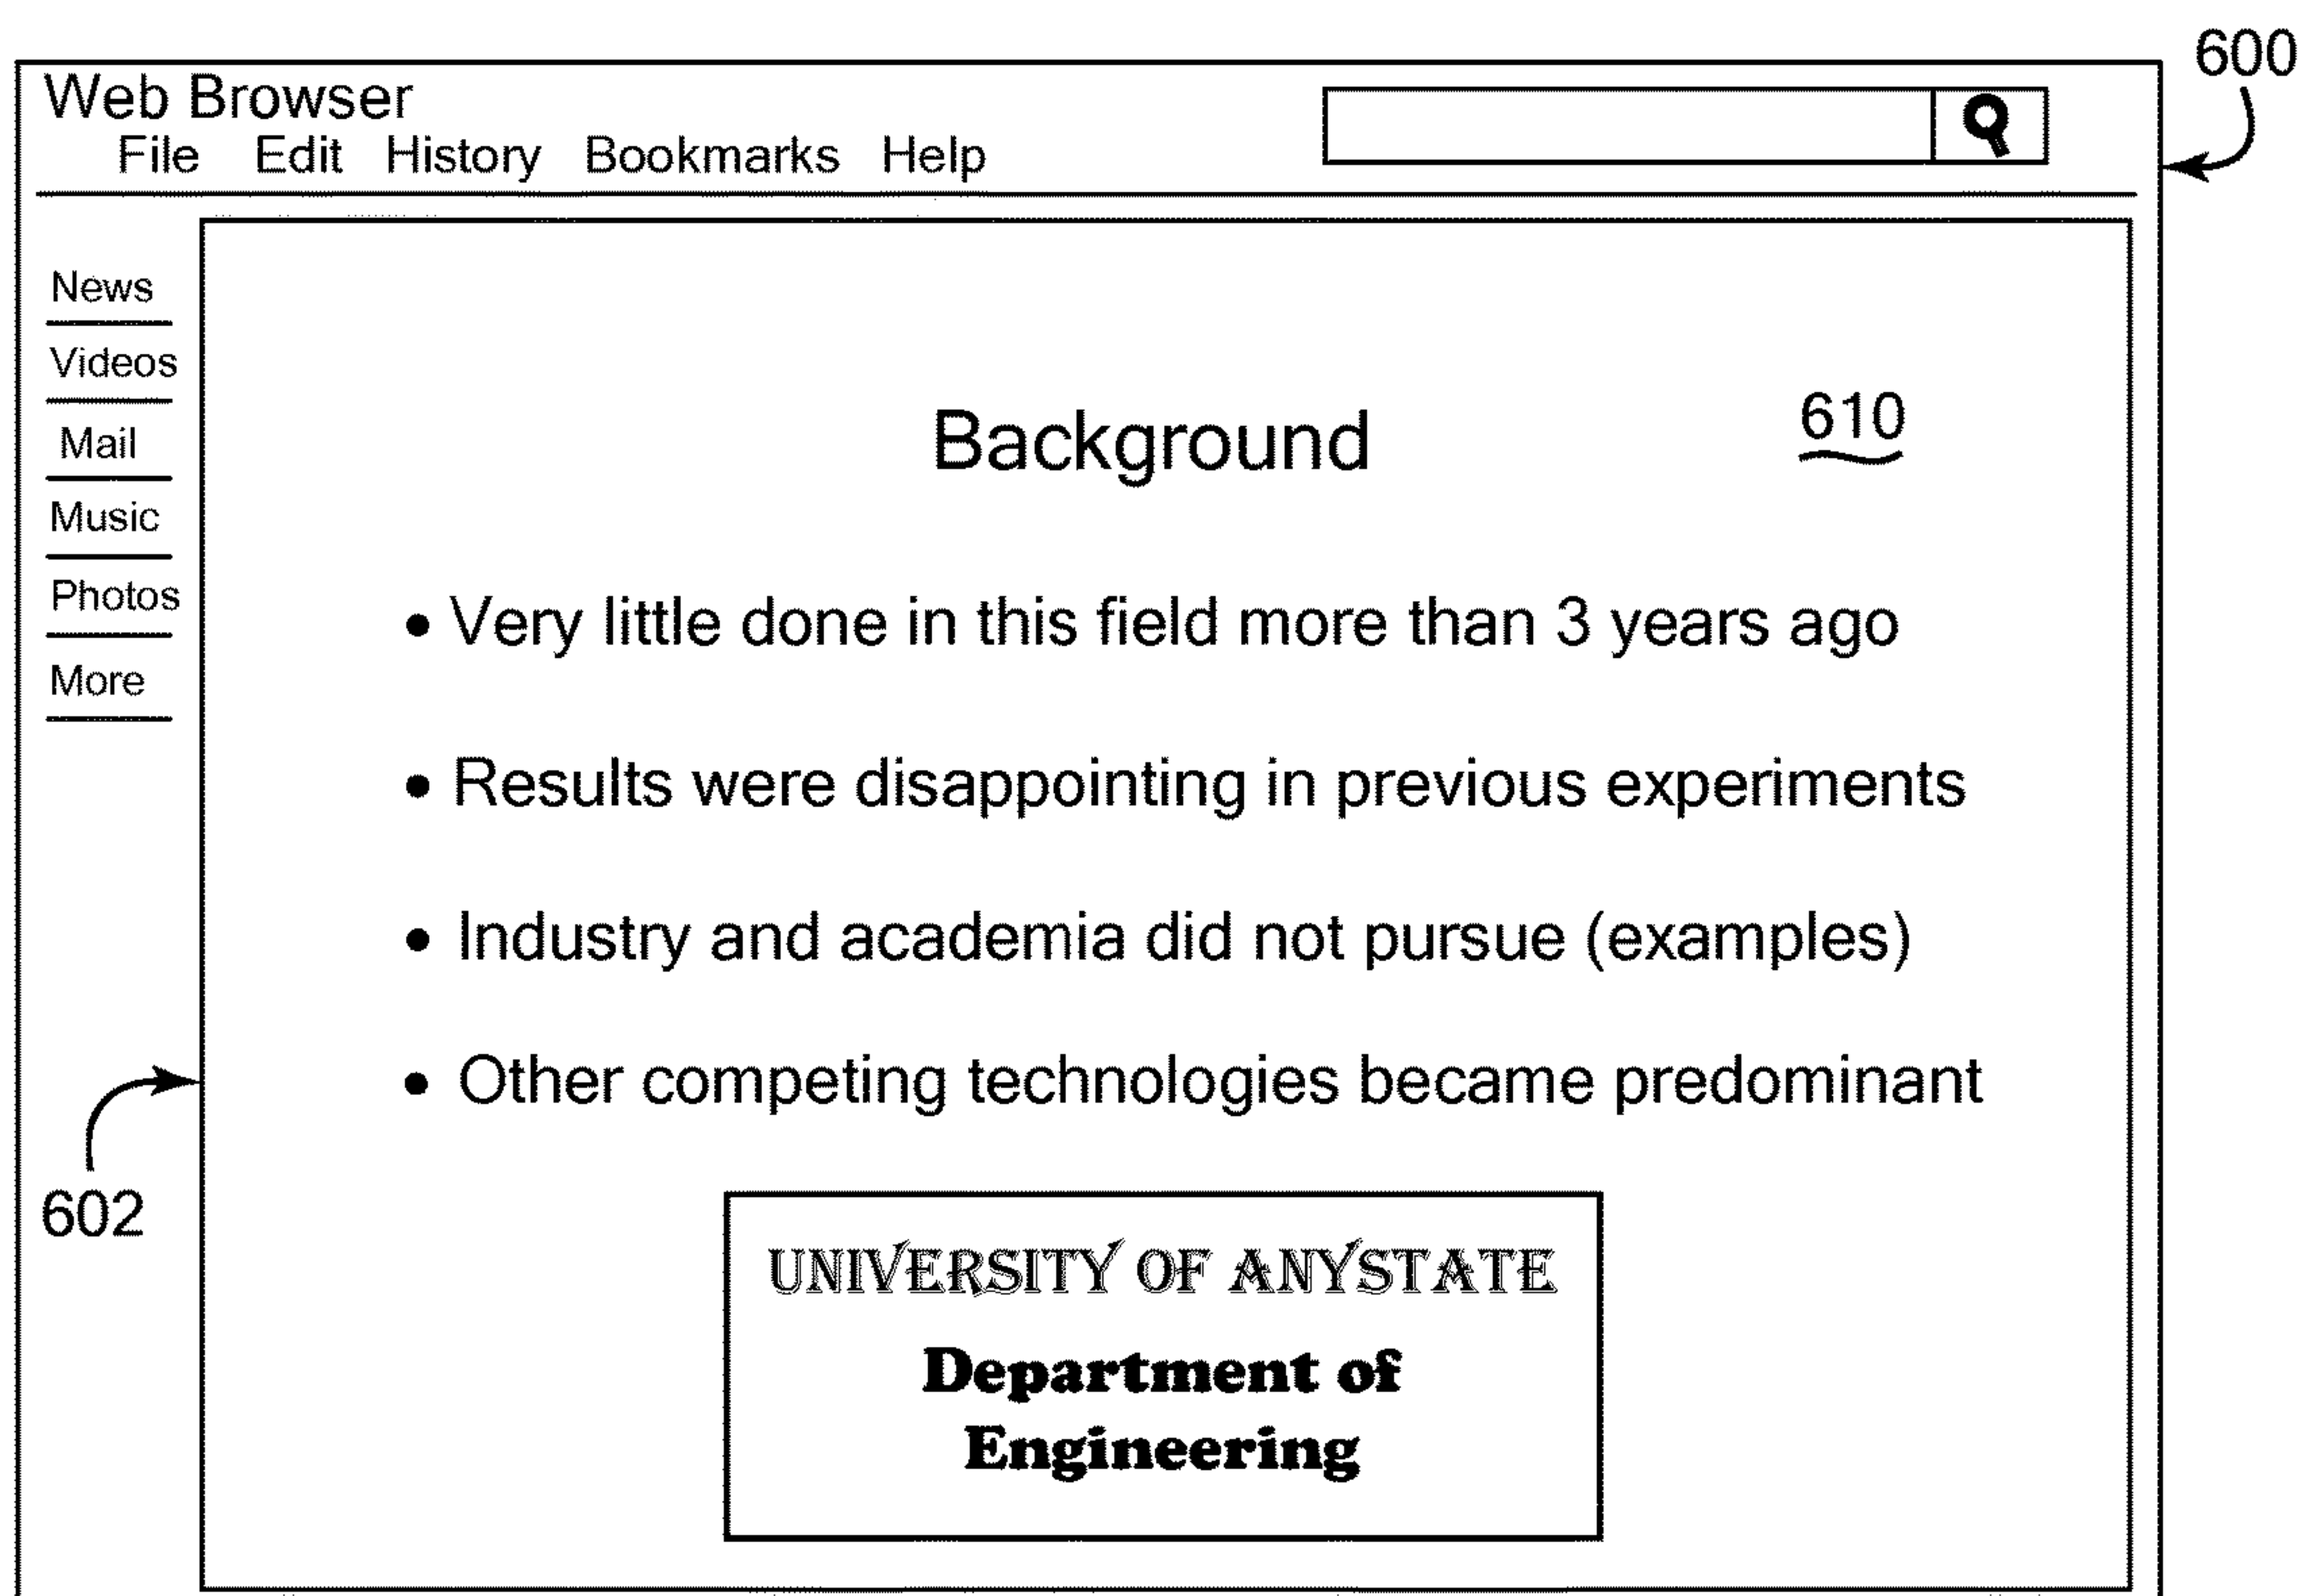 600
Web Browser
File Edit History Bookmarks Help
News
Videos
Mail
Music
Photos
More
Background
610
• Very little done in this field more than 3 years ago
• Results were disappointing in previous experiments
• Industry and academia did not pursue (examples)
• Other competing technologies became predominant
602
UNIVERSITY OF ANYSTATE
Department of
Engineering